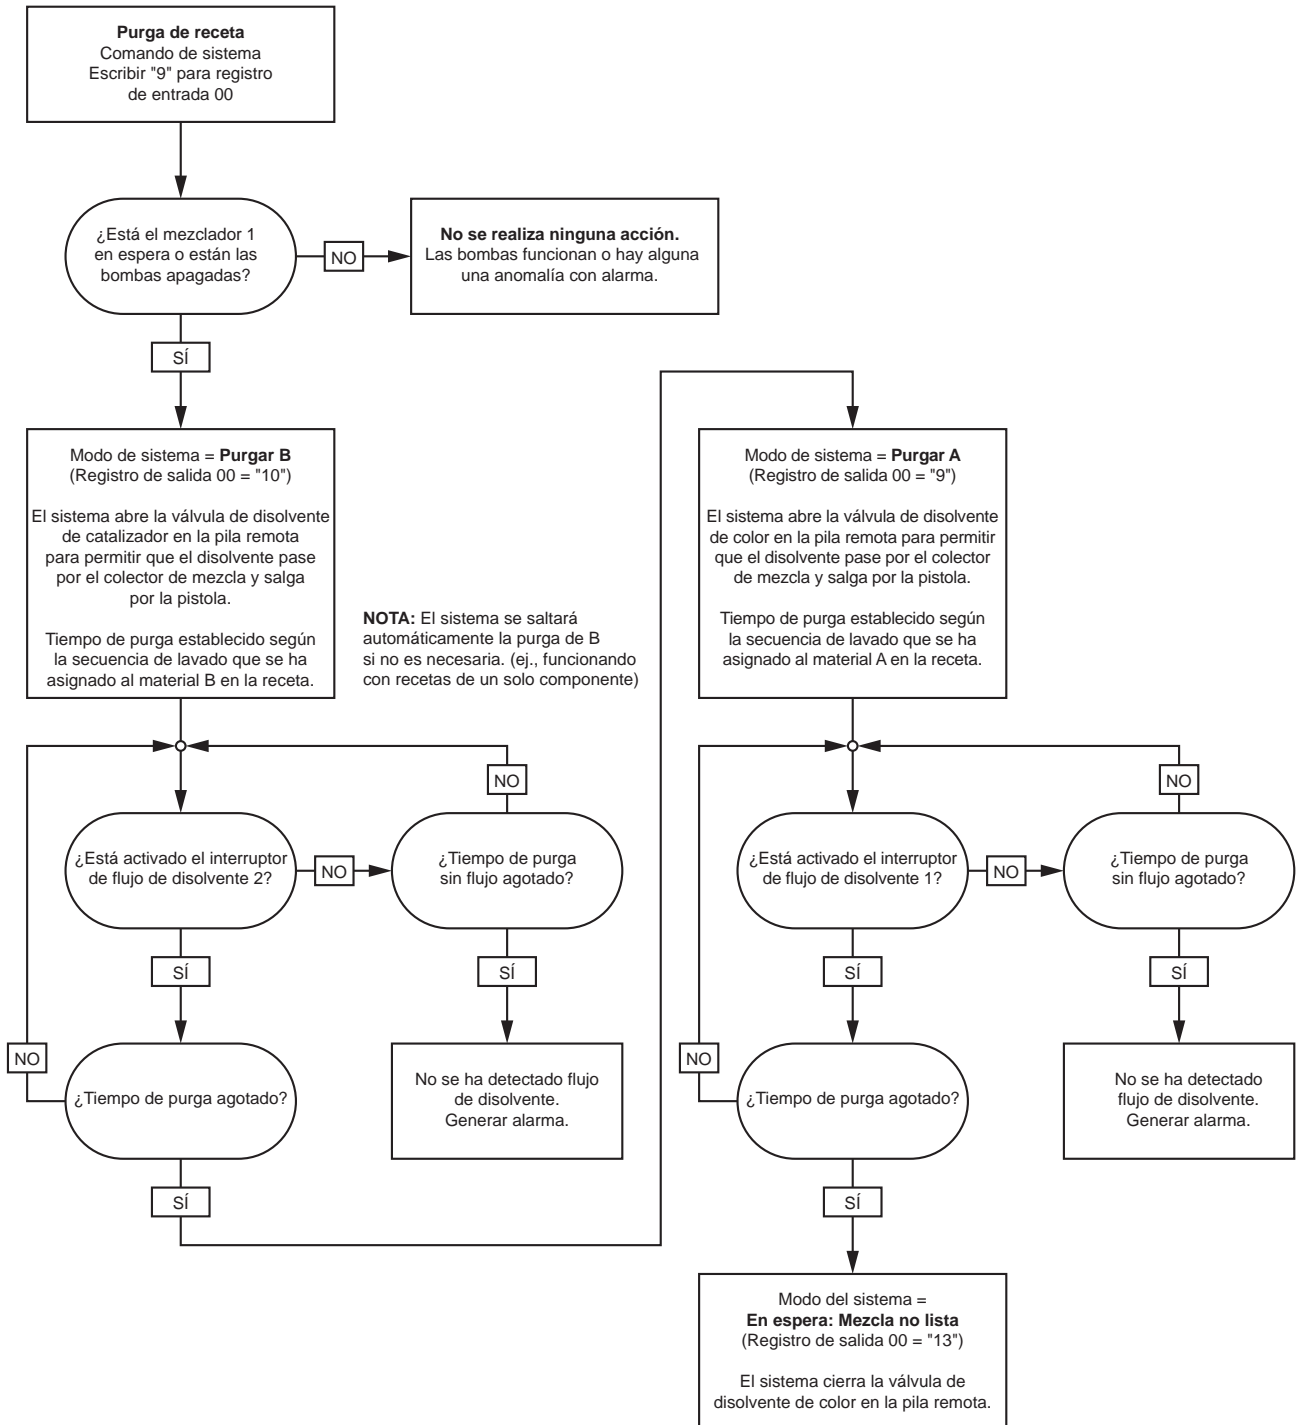 Purga de receta
Comando de sistema
Escribir "9" para registro
de entrada 00
¿Está el mezclador 1
en espera o están las
bombas apagadas?
NO
No se realiza ninguna acción.
Las bombas funcionan o hay alguna
una anomalía con alarma.
SÍ
Modo de sistema = Purgar B
(Registro de salida 00 = "10")
El sistema abre la válvula de disolvente
de catalizador en la pila remota
para permitir que el disolvente pase
por el colector de mezcla y salga
por la pistola.
Tiempo de purga establecido según
la secuencia de lavado que se ha
asignado al material B en la receta.
NOTA: El sistema se saltará
automáticamente la purga de B
si no es necesaria. (ej., funcionando
con recetas de un solo componente)
NO
¿Está activado el interruptor
de flujo de disolvente 2?
NO
¿Tiempo de purga
sin flujo agotado?
SÍ
SÍ
NO
¿Tiempo de purga agotado?
No se ha detectado flujo
de disolvente.
Generar alarma.
SÍ
Modo de sistema = Purgar A
(Registro de salida 00 = "9")
El sistema abre la válvula de disolvente
de color en la pila remota para permitir
que el disolvente pase por el colector
de mezcla y salga por la pistola.
Tiempo de purga establecido según
la secuencia de lavado que se ha
asignado al material A en la receta.
NO
¿Está activado el interruptor
de flujo de disolvente 1?
NO
¿Tiempo de purga
sin flujo agotado?
SÍ
SÍ
NO
¿Tiempo de purga agotado?
No se ha detectado
flujo de disolvente.
Generar alarma.
SÍ
Modo del sistema =
En espera: Mezcla no lista
(Registro de salida 00 = "13")
El sistema cierra la válvula de
disolvente de color en la pila remota.